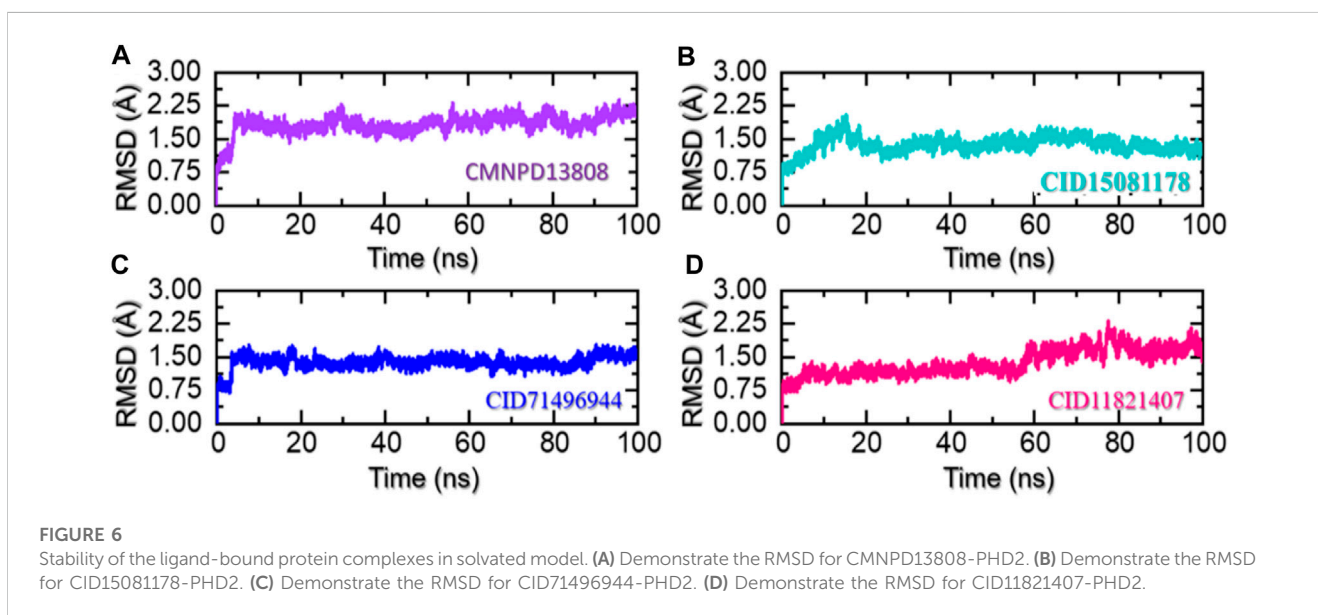 A
B
3.00
2.25
1.50
0.75
0.00
RMSD (Å)
CMNPD13808
0 20 40 60 80 100
Time (ns)
3.00
2.25
1.50
0.75
0.00
RMSD (Å)
CID15081178
0 20 40 60 80 100
Time (ns)
C
D
3.00
2.25
1.50
0.75
0.00
RMSD (Å)
CID71496944
0 20 40 60 80 100
Time (ns)
3.00
2.25
1.50
0.75
0.00
RMSD (Å)
CID11821407
0 20 40 60 80 100
Time (ns)
FIGURE 6
Stability of the ligand-bound protein complexes in solvated model. (A) Demonstrate the RMSD for CMNPD13808-PHD2. (B) Demonstrate the RMSD
for CID15081178-PHD2. (C) Demonstrate the RMSD for CID71496944-PHD2. (D) Demonstrate the RMSD for CID11821407-PHD2.